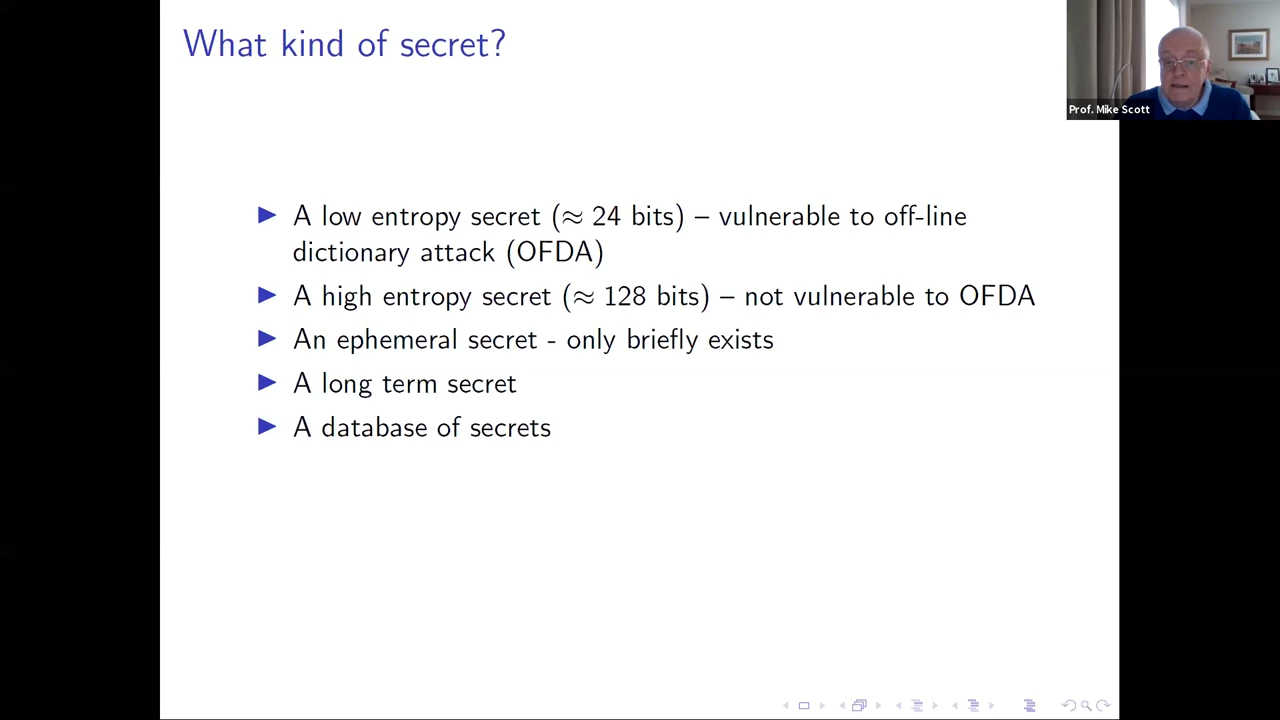 What kind of secret?
Prof. Mike Scott
▶ A low entropy secret (≈ 24 bits) – vulnerable to off-line
dictionary attack (OFDA)
▶ A high entropy secret (≈ 128 bits) – not vulnerable to OFDA
▶ An ephemeral secret - only briefly exists
▶ A long term secret
▶ A database of secrets